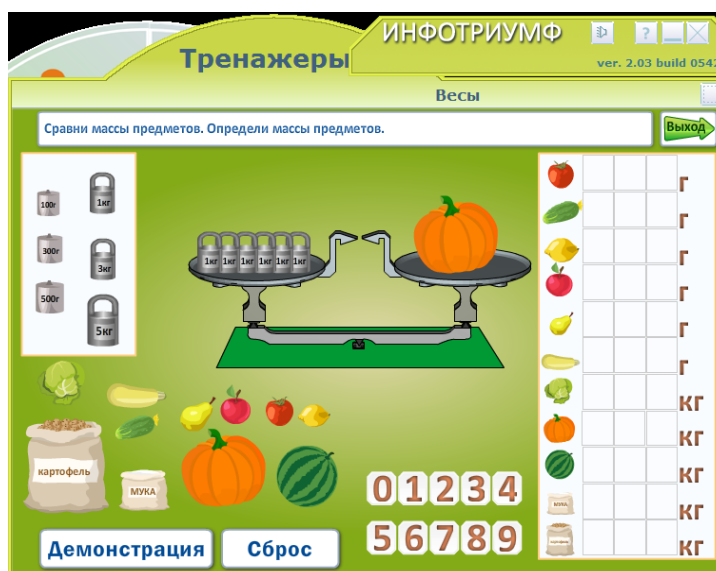 ИНФОТРИУМФ
?
Тренажеры
ver. 2.03 build 0542
Весы
Сравни массы предметов. Определи массы предметов.
Выход
100г
1кг
300г
3кг
500г
5кг
1кг 1кг 1кг 1кг 1кг 1кг
г
г
г
г
г
г
кг
кг
кг
кг
кг
картофель
МУКА
МУКА
картофель
0 1 2 3 4
5 6 7 8 9
Демонстрация
Сброс